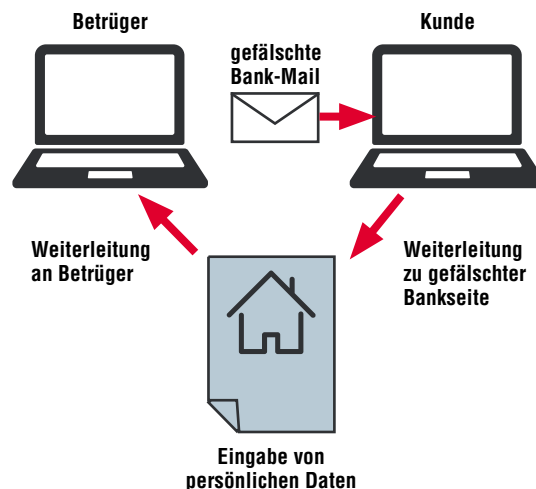 Betrüger
Kunde
gefälschte
Bank-Mail
Weiterleitung
an Betrüger
Weiterleitung
zu gefälschter
Bankseite
Eingabe von
persönlichen Daten